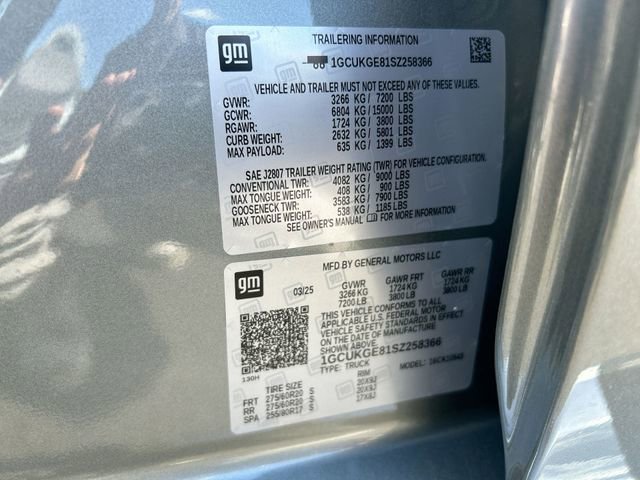 gm
TRAILERING INFORMATION
1GCUKGE81SZ258366
VEHICLE AND TRAILER MUST NOT EXCEED ANY OF THESE VALUES
GVWR: 3266 KG/ 7200 LBS
GCWR: 6804 KG/15000 LBS
RGAWR: 1724 KG/ 3800 LBS
CURB WEIGHT: 2632 KG/ 5801 LBS
MAX PAYLOAD: 635 KG/ 1399 LBS
SAE J2807 TRAILER WEIGHT RATING (TWR) FOR VEHICLE CONFIGURATION.
CONVENTIONAL TWR: 4082 KG/ 9000 LBS
MAX TONGUE WEIGHT: 408 KG/ 900 LBS
GOOSENECK TWR: 3583 KG/ 7900 LBS
MAX TONGUE WEIGHT: 538 KG/ 1185 LBS
SEE OWNER'S MANUAL FOR MORE INFORMATION
gm
MFD BY GENERAL MOTORS LLC
03/25 GVWR GAWR FRT GAWR RR
3266 KG 1724 KG 1724 KG
7200 LB 3800 LB 3800 LB
THIS VEHICLE CONFORMS TO ALL
APPLICABLE U.S. FEDERAL MOTOR
VEHICLE SAFETY STANDARDS IN EFFECT
ON THE DATE OF MANUFACTURE
SHOWN ABOVE.
1GCUKGE81SZ258366
130H
TYPE: TRUCK MODEL:
TIRE SIZE RIM
FRT 275/60R20 S 20X9J
RR 275/60R20 S 20X9J
SPA 255/80R17 S 17X8J